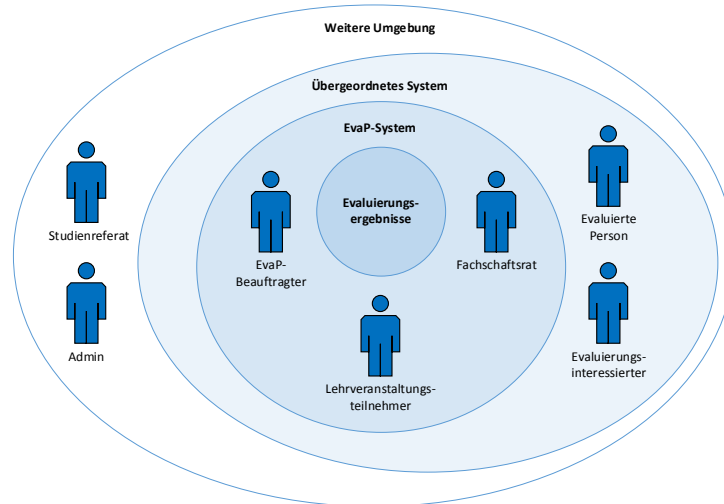 Weitere Umgebung
Übergeordnetes System
EvaP-System
Evaluierungs-
ergebnisse
Studienreferat
EvaP-
Beauftragter
Fachschaftsrat
Evaluierte
Person
Admin
Lehrveranstaltungs-
teilnehmer
Evaluierungs-
interessierter